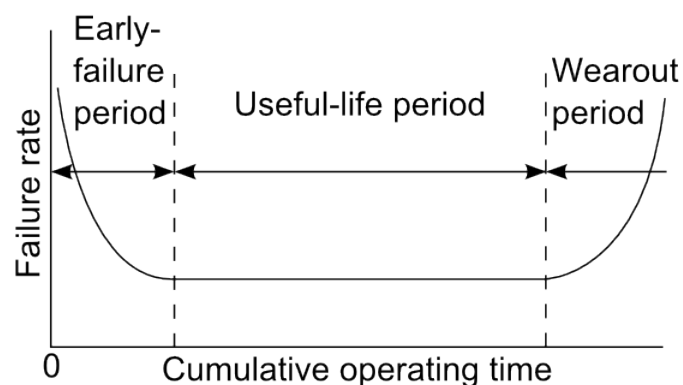 Early-
failure
period
Useful-life period
Wearout
period
Failure rate
0
Cumulative operating time